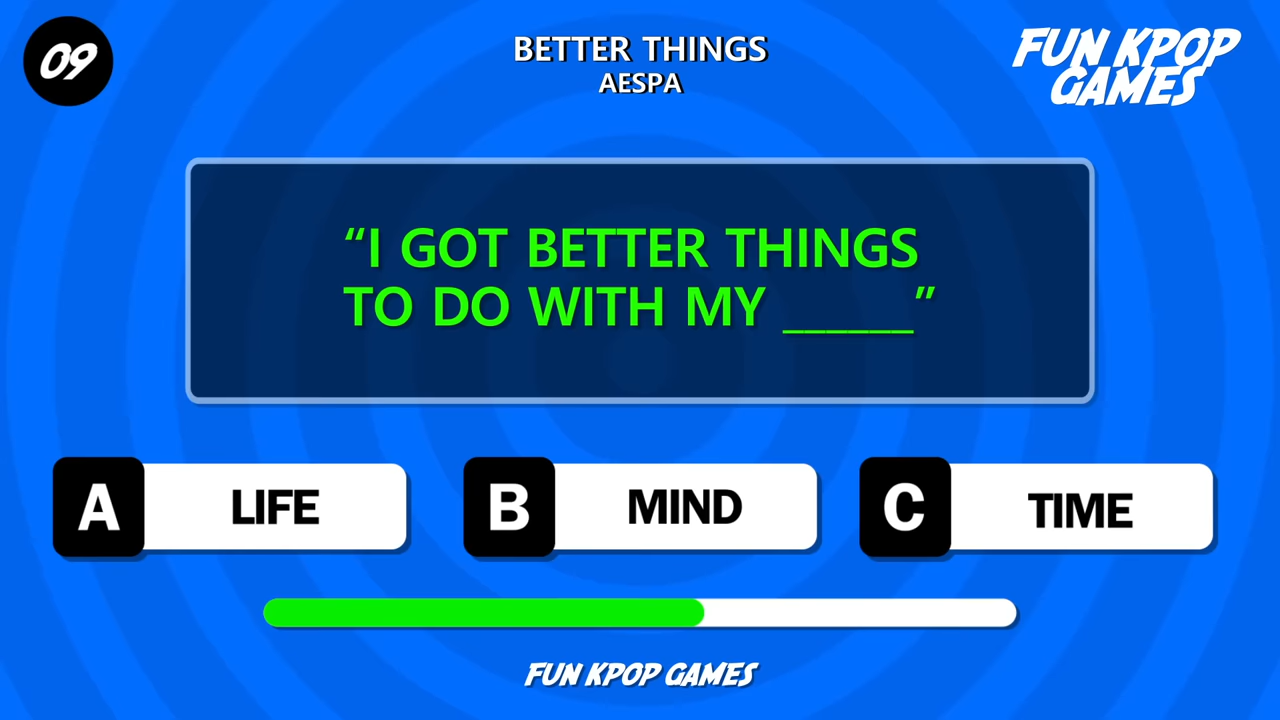 09
BETTER THINGS
AESPA
FUN KPOP
GAMES
“I GOT BETTER THINGS
TO DO WITH MY ______”
A LIFE
B MIND
C TIME
FUN KPOP GAMES